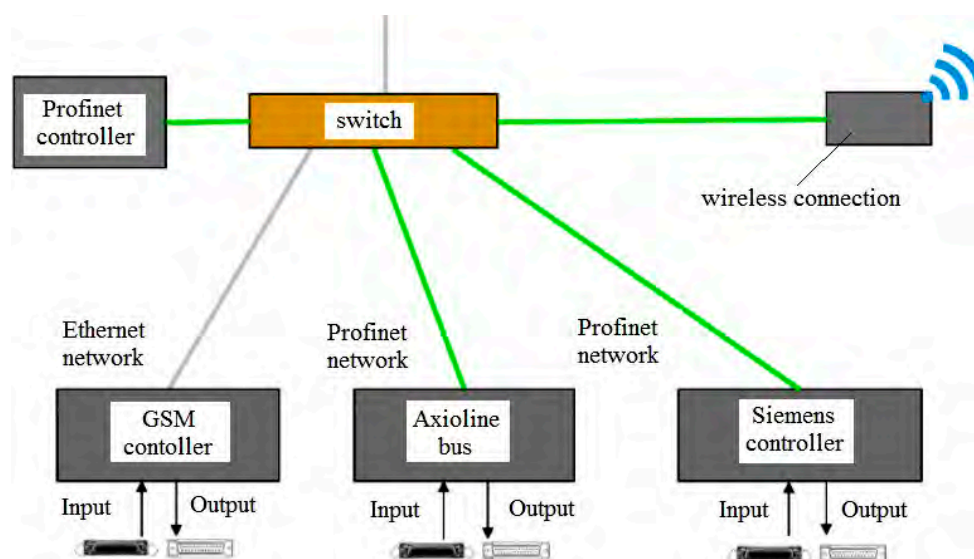 Profinet
controller
switch
wireless connection
Ethernet
network
Profinet
network
Profinet
network
GSM
contoller
Axioline
bus
Siemens
controller
Input
Output
Input
Output
Input
Output